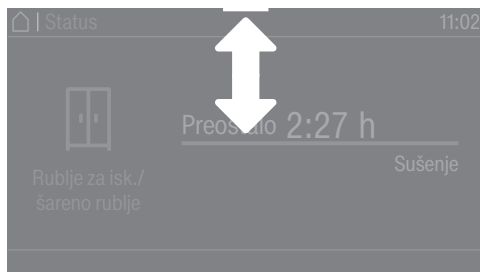 | Status 11:02
Preostalo 2:27 h
Sušenje
Rublje za isk./
šareno rublje